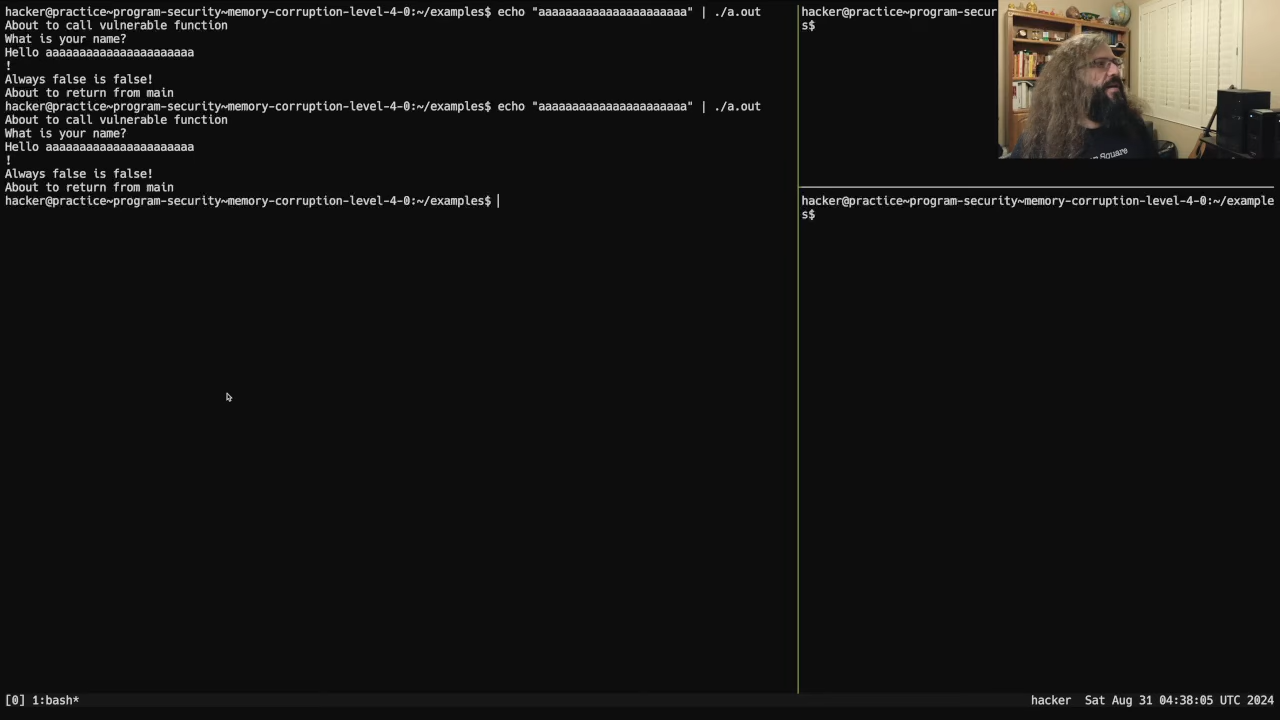 hacker@practice~program-security~memory-corruption-level-4-0:~/examples$ echo "aaaaaaaaaaaaaaaaaaaaaa" | ./a.out
About to call vulnerable function
What is your name?
Hello aaaaaaaaaaaaaaaaaaaaaa
!
Always false is false!
About to return from main
hacker@practice~program-security~memory-corruption-level-4-0:~/examples$ echo "aaaaaaaaaaaaaaaaaaaaaa" | ./a.out
About to call vulnerable function
What is your name?
Hello aaaaaaaaaaaaaaaaaaaaaa
!
Always false is false!
About to return from main
hacker@practice~program-security~memory-corruption-level-4-0:~/examples$
hacker@practice~program-secur
s$
Square
hacker@practice~program-security~memory-corruption-level-4-0:~/example
s$
[0] 1:bash*
hacker Sat Aug 31 04:38:05 UTC 2024